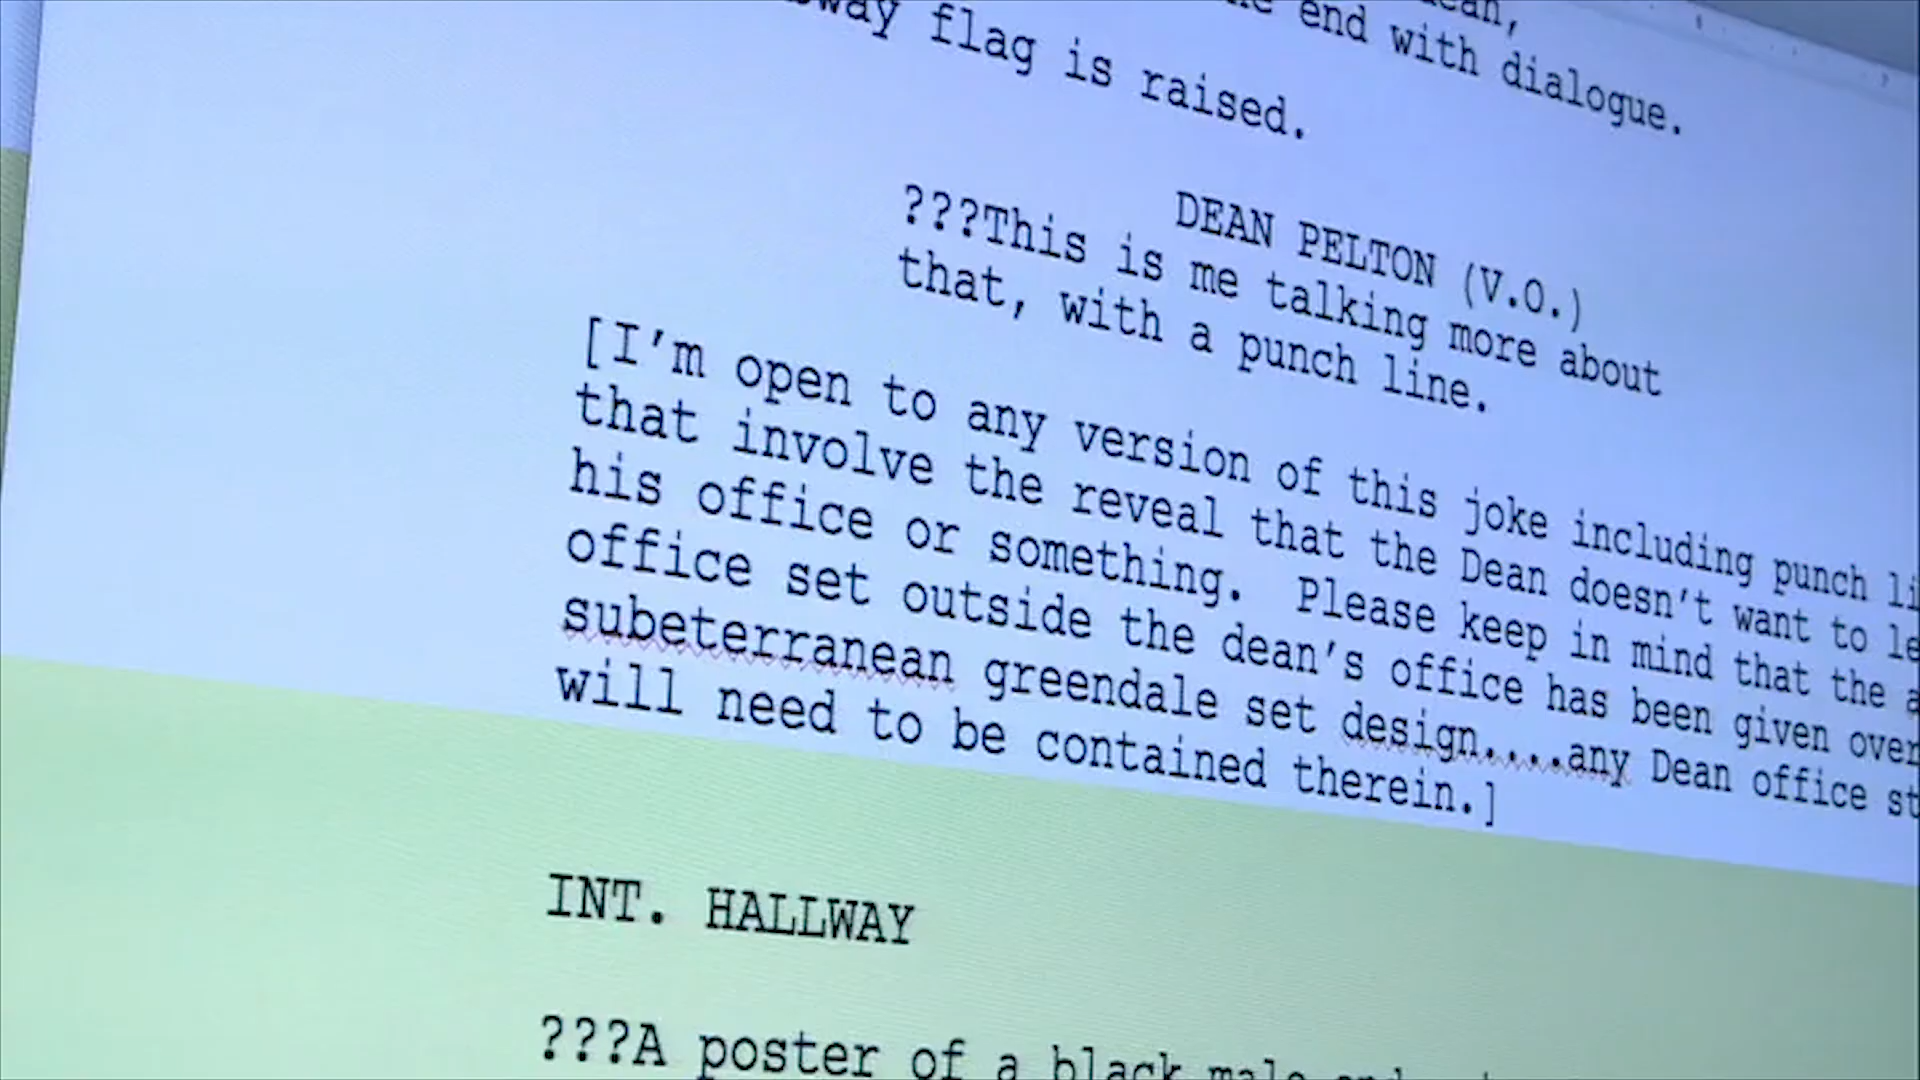 end with dialogue.
flag is raised.
DEAN PELTON (V.O.)
???This is me talking more about
that, with a punch line.
[I'm open to any version of this joke including punch
that involve the reveal that the Dean doesn't want to
his office or something. Please keep in mind that the
office set outside the dean's office has been given over
subeterranean greendale set design....any Dean office
will need to be contained therein.]
INT. HALLWAY
???A poster of a black male